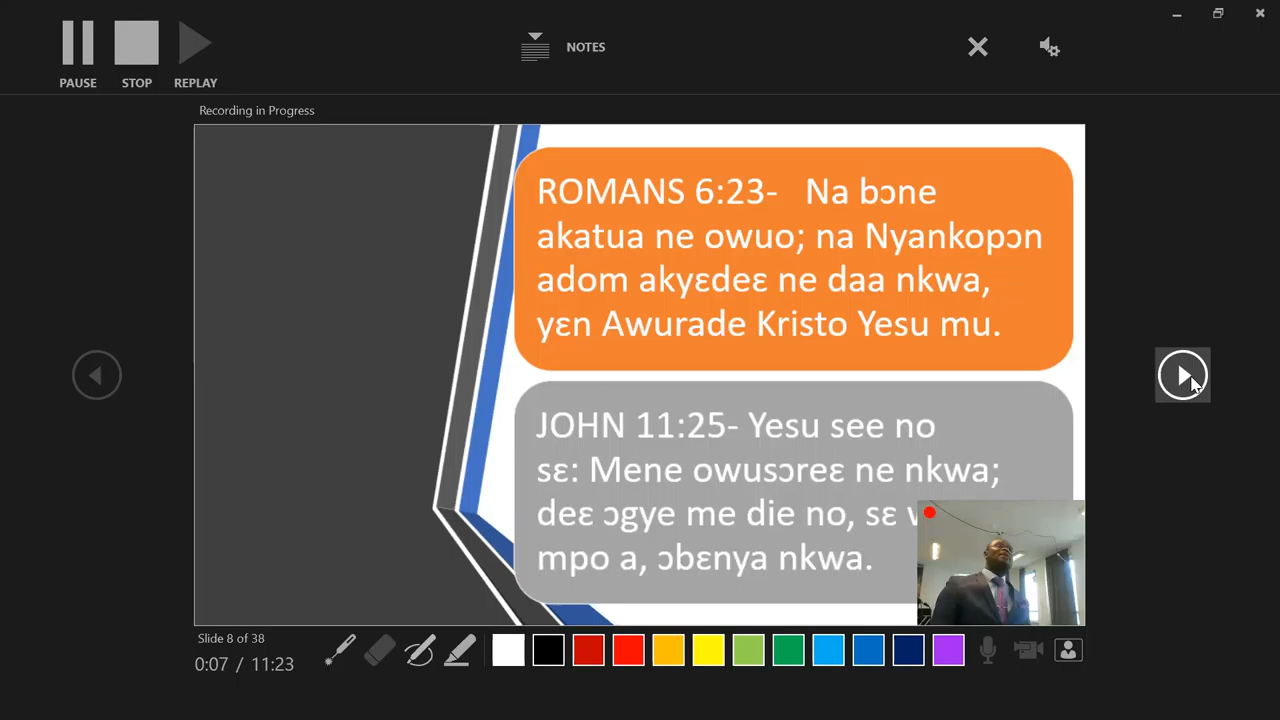 PAUSE
STOP
REPLAY
NOTES
Recording in Progress
ROMANS 6:23- Na bɔne
akatua ne owuo; na Nyankopɔn
adom akyɛdeɛ ne daa nkwa,
yɛn Awurade Kristo Yesu mu.
JOHN 11:25- Yesu see no
sɛ: Mene owusɔreɛ ne nkwa;
deɛ ɔgye me die no, sɛ
mpo a, ɔbɛnya nkwa.
Slide 8 of 38
0:07 / 11:23